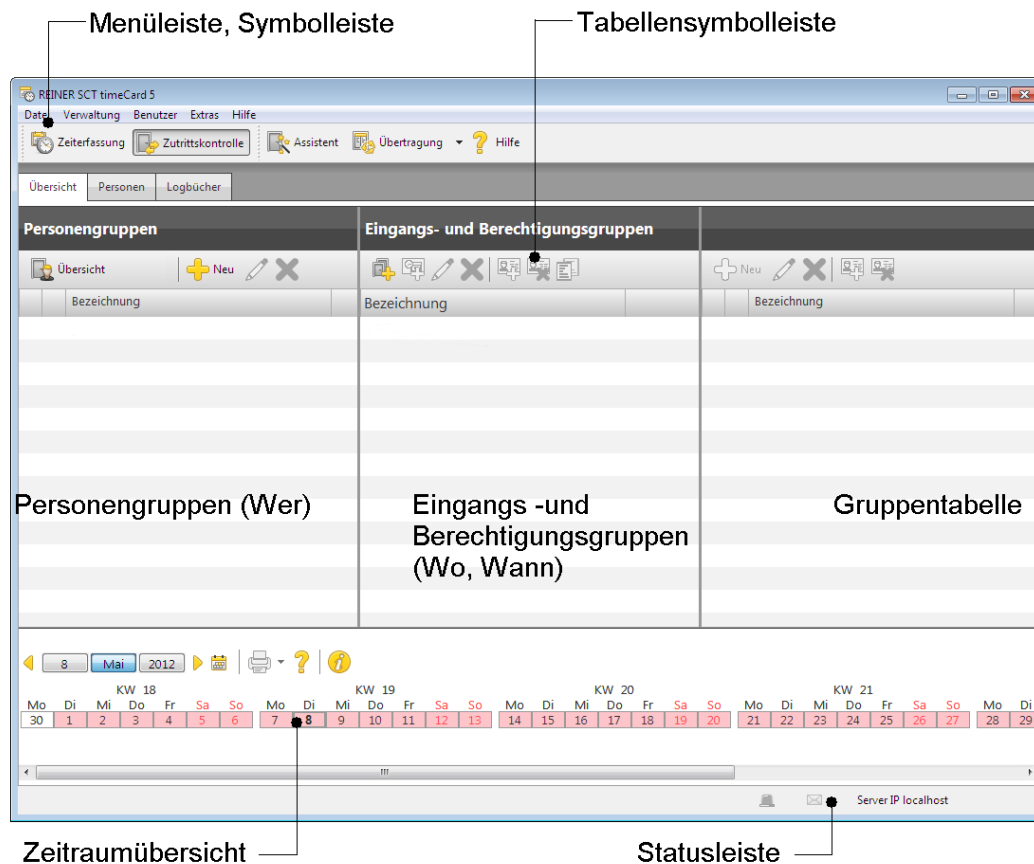 Menüleiste, Symbolleiste
Tabellensymbolleiste
REINER SCT timeCard 5
Datei Verwaltung Benutzer Extras Hilfe
Zeiterfassung Zutrittskontrolle Assistent Übertragung Hilfe
Übersicht Personen Logbücher
Personengruppen Eingangs- und Berechtigungsgruppen
Übersicht Neu Neu
Bezeichnung Bezeichnung Bezeichnung
Personengruppen (Wer)
Eingangs -und
Berechtigungsgruppen
(Wo, Wann)
Gruppentabelle
8 Mai 2012
KW 18 KW 19 KW 20 KW 21
Mo Di Mi Do Fr Sa So Mo Di Mi Do Fr Sa So Mo Di Mi Do Fr Sa So Mo Di Mi Do Fr Sa So Mo Di
30 1 2 3 4 5 6 7 8 9 10 11 12 13 14 15 16 17 18 19 20 21 22 23 24 25 26 27 28 29
Server IP localhost
Zeitraumübersicht
Statusleiste